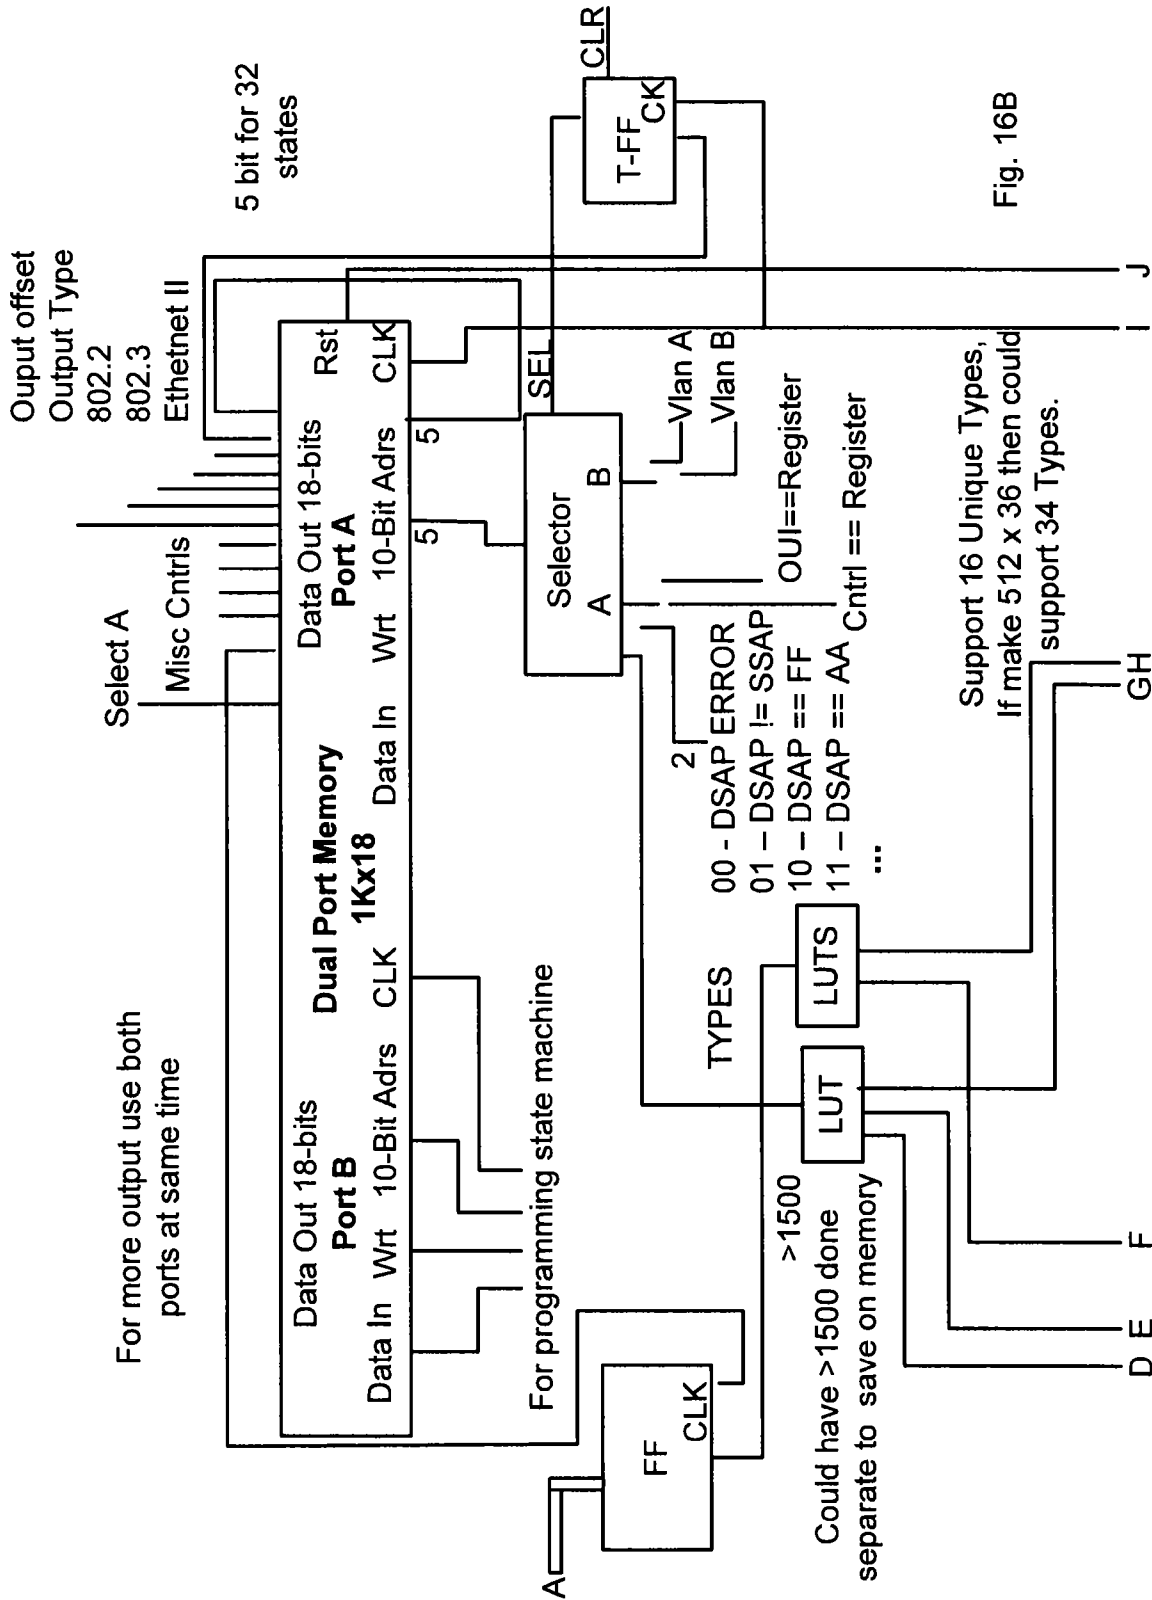 Ouput offset
Output Type
802.2
802.3
Ethetnet II
5 bit for 32
states
Select A
Misc Cntrls
For more output use both
ports at same time
Data Out 18-bits
Port B
Data In
Wrt
10-Bit Adrs
CLK
Dual Port Memory
1Kx18
Data Out 18-bits
Port A
Data In
Wrt
10-Bit Adrs
Rst
CLK
5
5
For programming state machine
Selector
A
B
SEL
T-FF
CK
CLR
Vlan A
Vlan B
OUI==Register
Cntrl == Register
2
00 - DSAP ERROR
01 – DSAP != SSAP
10 – DSAP == FF
11 – DSAP == AA
...
TYPES
A
FF
CLK
LUT
LUTS
>1500
Could have >1500 done
separate to save on memory
Support 16 Unique Types,
If make 512 x 36 then could
support 34 Types.
D
E
F
G
H
I
J
Fig. 16B